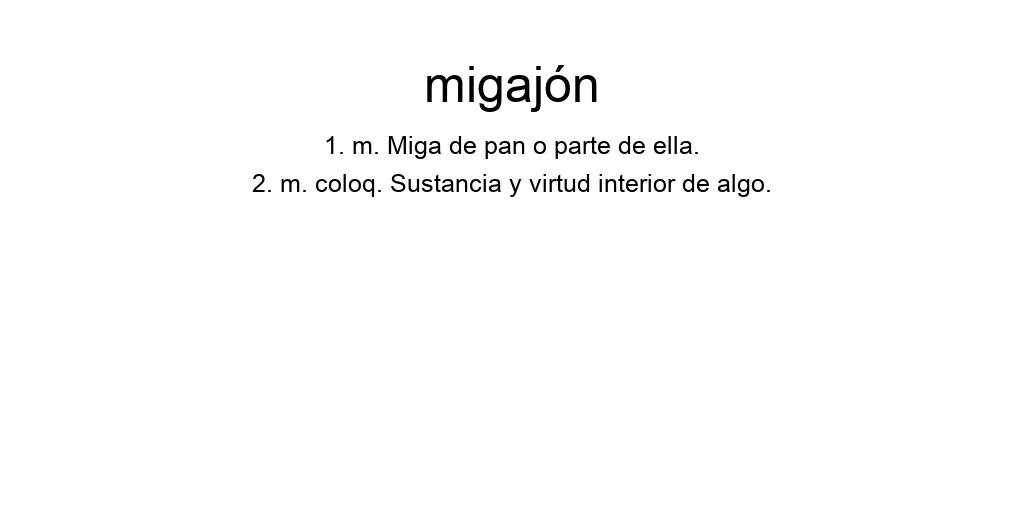 migajón
1. m. Miga de pan o parte de ella.
2. m. coloq. Sustancia y virtud interior de algo.